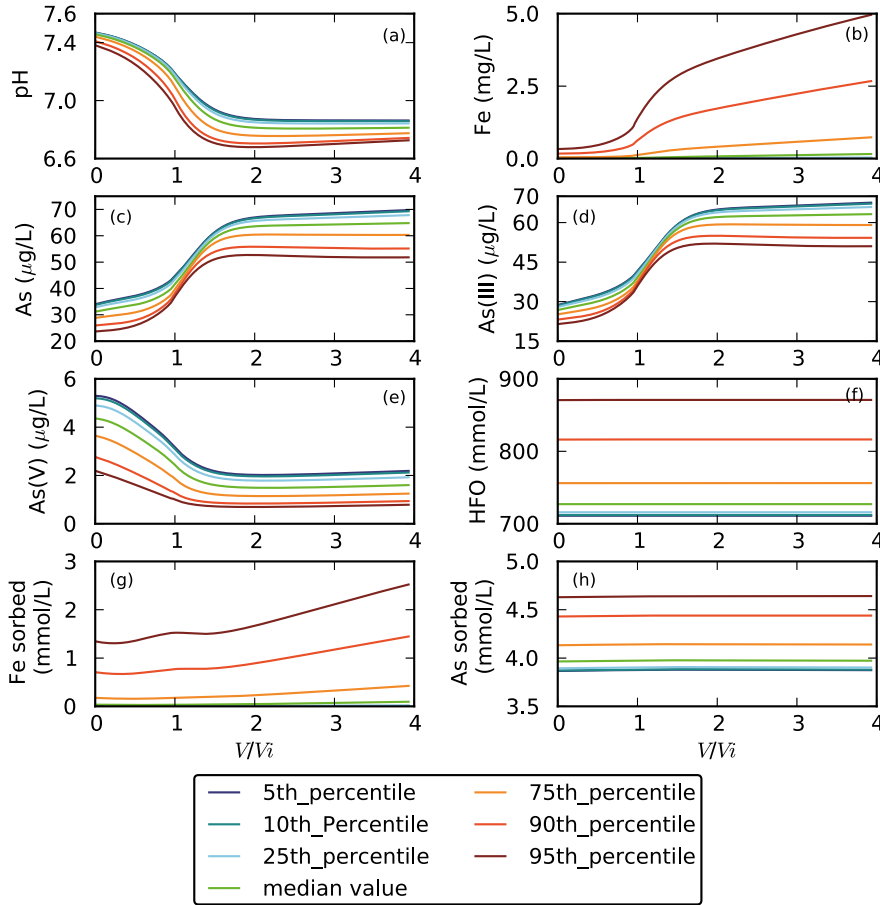 7.6
7.4
7.0
6.6
pH
(a)
0 1 2 3 4
5.0
2.5
0.0
Fe (mg/L)
(b)
0 1 2 3 4
70
60
50
40
30
20
As (μg/L)
(c)
0 1 2 3 4
75
60
45
30
15
As(III) (μg/L)
(d)
0 1 2 3 4
6
4
2
0
As(V) (μg/L)
(e)
0 1 2 3 4
900
800
700
HFO (mmol/L)
(f)
0 1 2 3 4
3
2
1
0
Fe sorbed
(mmol/L)
(g)
0 1 2 3 4
V/Vi
5.0
4.5
4.0
3.5
As sorbed
(mmol/L)
(h)
0 1 2 3 4
V/Vi
5th_percentile
10th_Percentile
25th_percentile
median value
75th_percentile
90th_percentile
95th_percentile